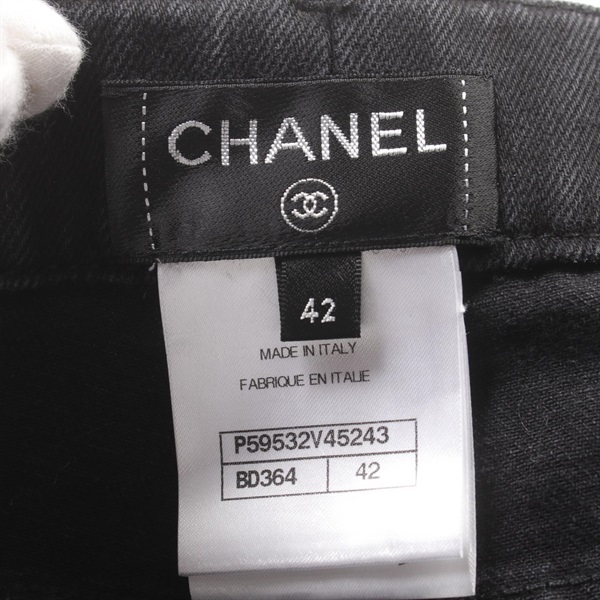 CHANEL
42
MADE IN ITALY
FABRIQUE EN ITALIE
P59532V45243
BD364 42